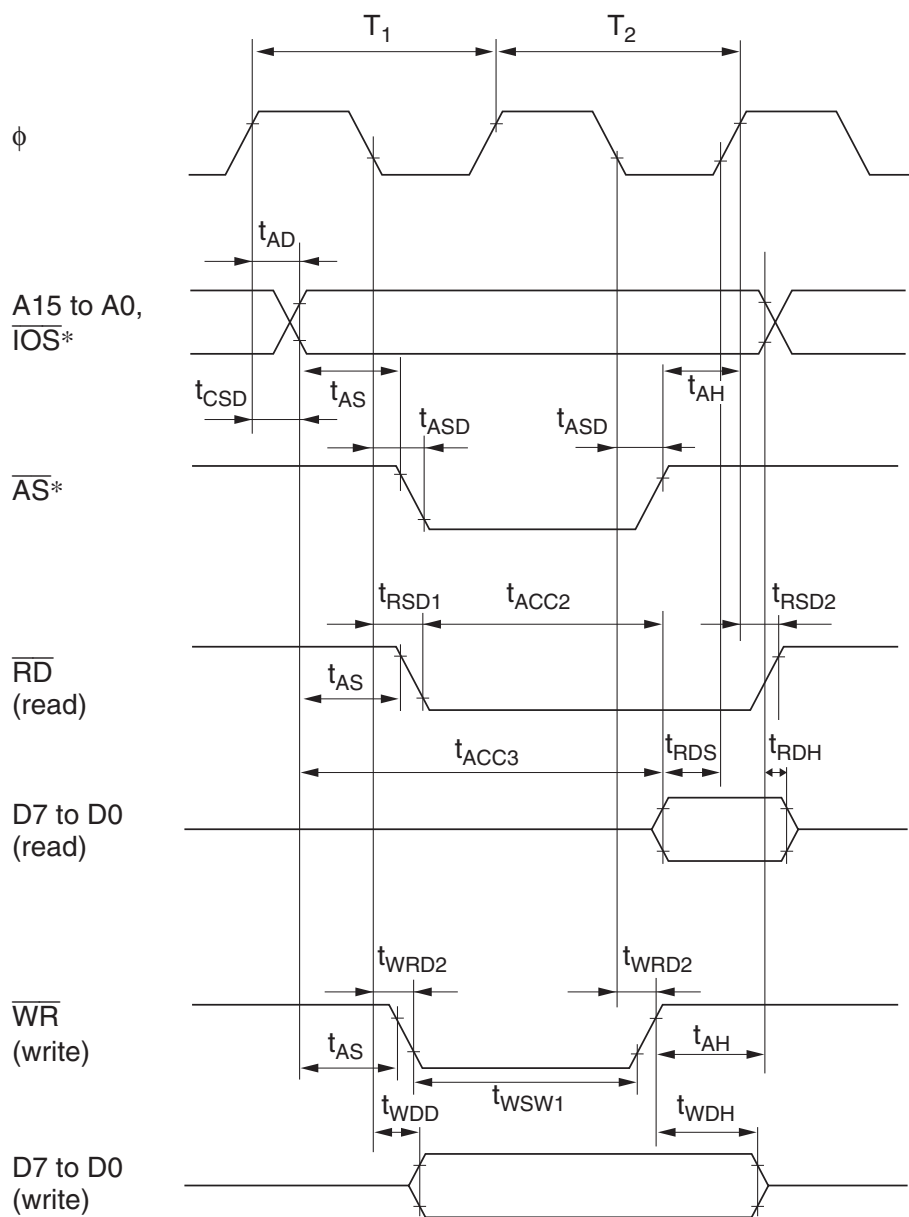 T1 T2
ϕ
tAD
A15 to A0,
IOS*
tCSD tAS tAH
tASD tASD
AS*
tRSD1 tACC2 tRSD2
RD
(read)
tAS
tACC3 tRDS tRDH
D7 to D0
(read)
tWRD2 tWRD2
WR
(write)
tAS tAH
tWSW1
tWDD tWDH
D7 to D0
(write)